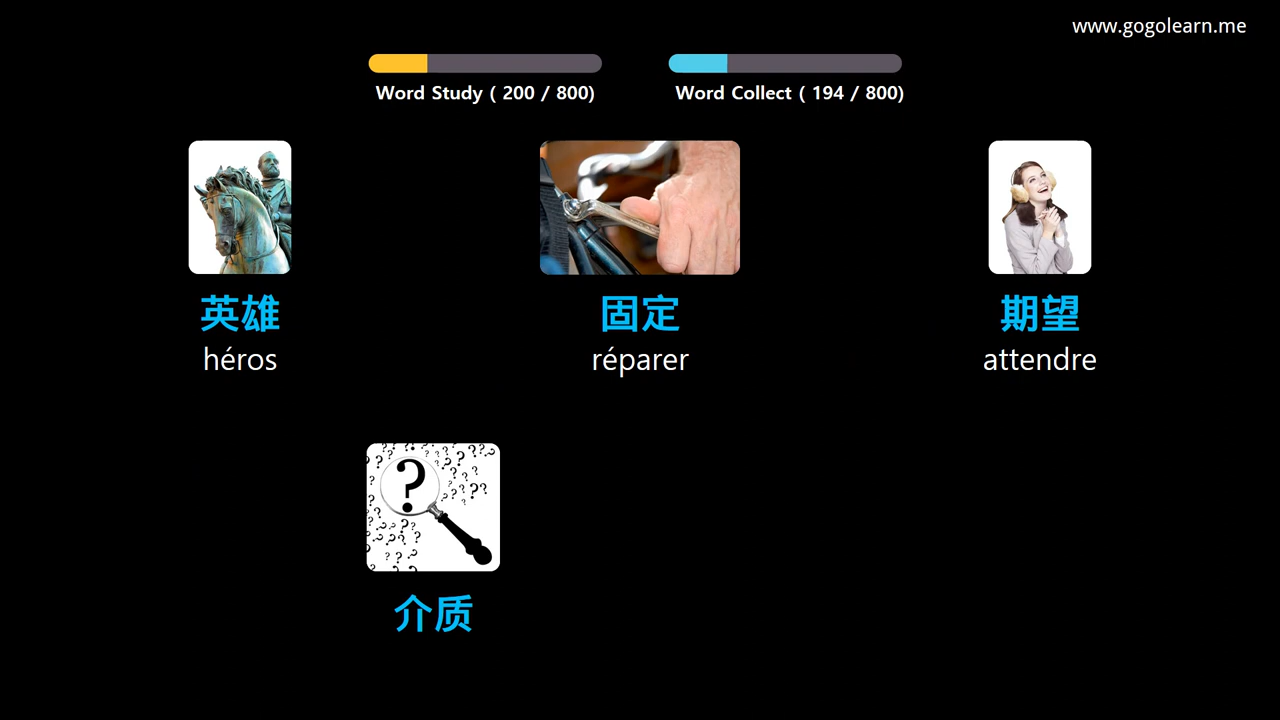 www.gogolearn.me
Word Study ( 200 / 800)
Word Collect ( 194 / 800)
英雄
héros
固定
réparer
期望
attendre
介质